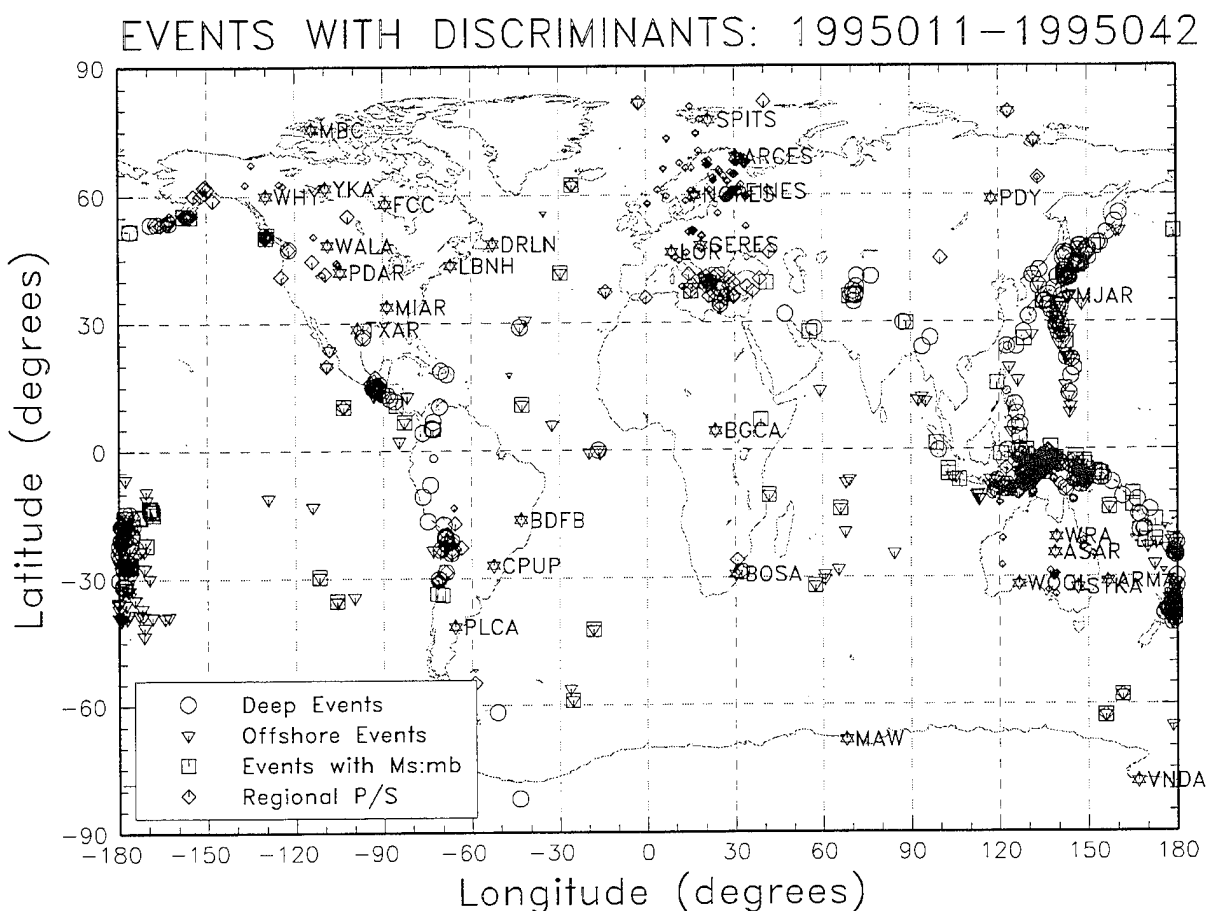 EVENTS WITH DISCRIMINANTS: 1995011-1995042
Latitude (degrees)
90
60
30
0
-30
-60
-90
MBC
SPITS
ARCES
WHY
YKA
FCC
NORES
FINES
PDY
WALA
DRLN
LOR
GERES
PDAR
LBNH
MIAR
MJAR
TXAR
BGCA
BDFB
WRA
ASAR
CPUP
BOSA
WOOL
STKA
ARMA
PLCA
MAW
VNDA
Deep Events
Offshore Events
Events with Ms:mb
Regional P/S
-180 -150 -120 -90 -60 -30 0 30 60 90 120 150 180
Longitude (degrees)